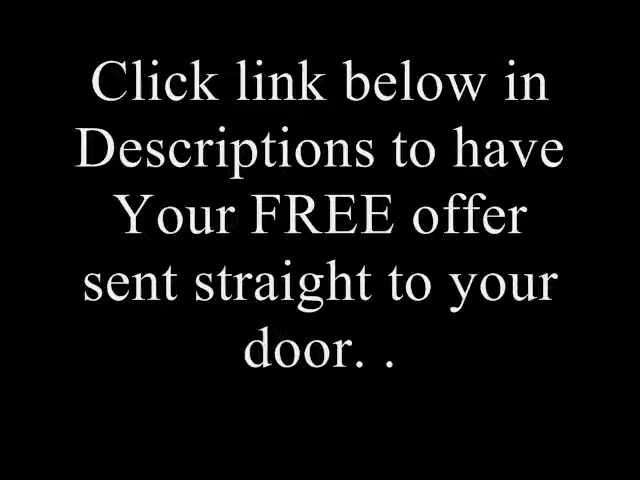 Click link below in
Descriptions to have
Your FREE offer
sent straight to your
door. .